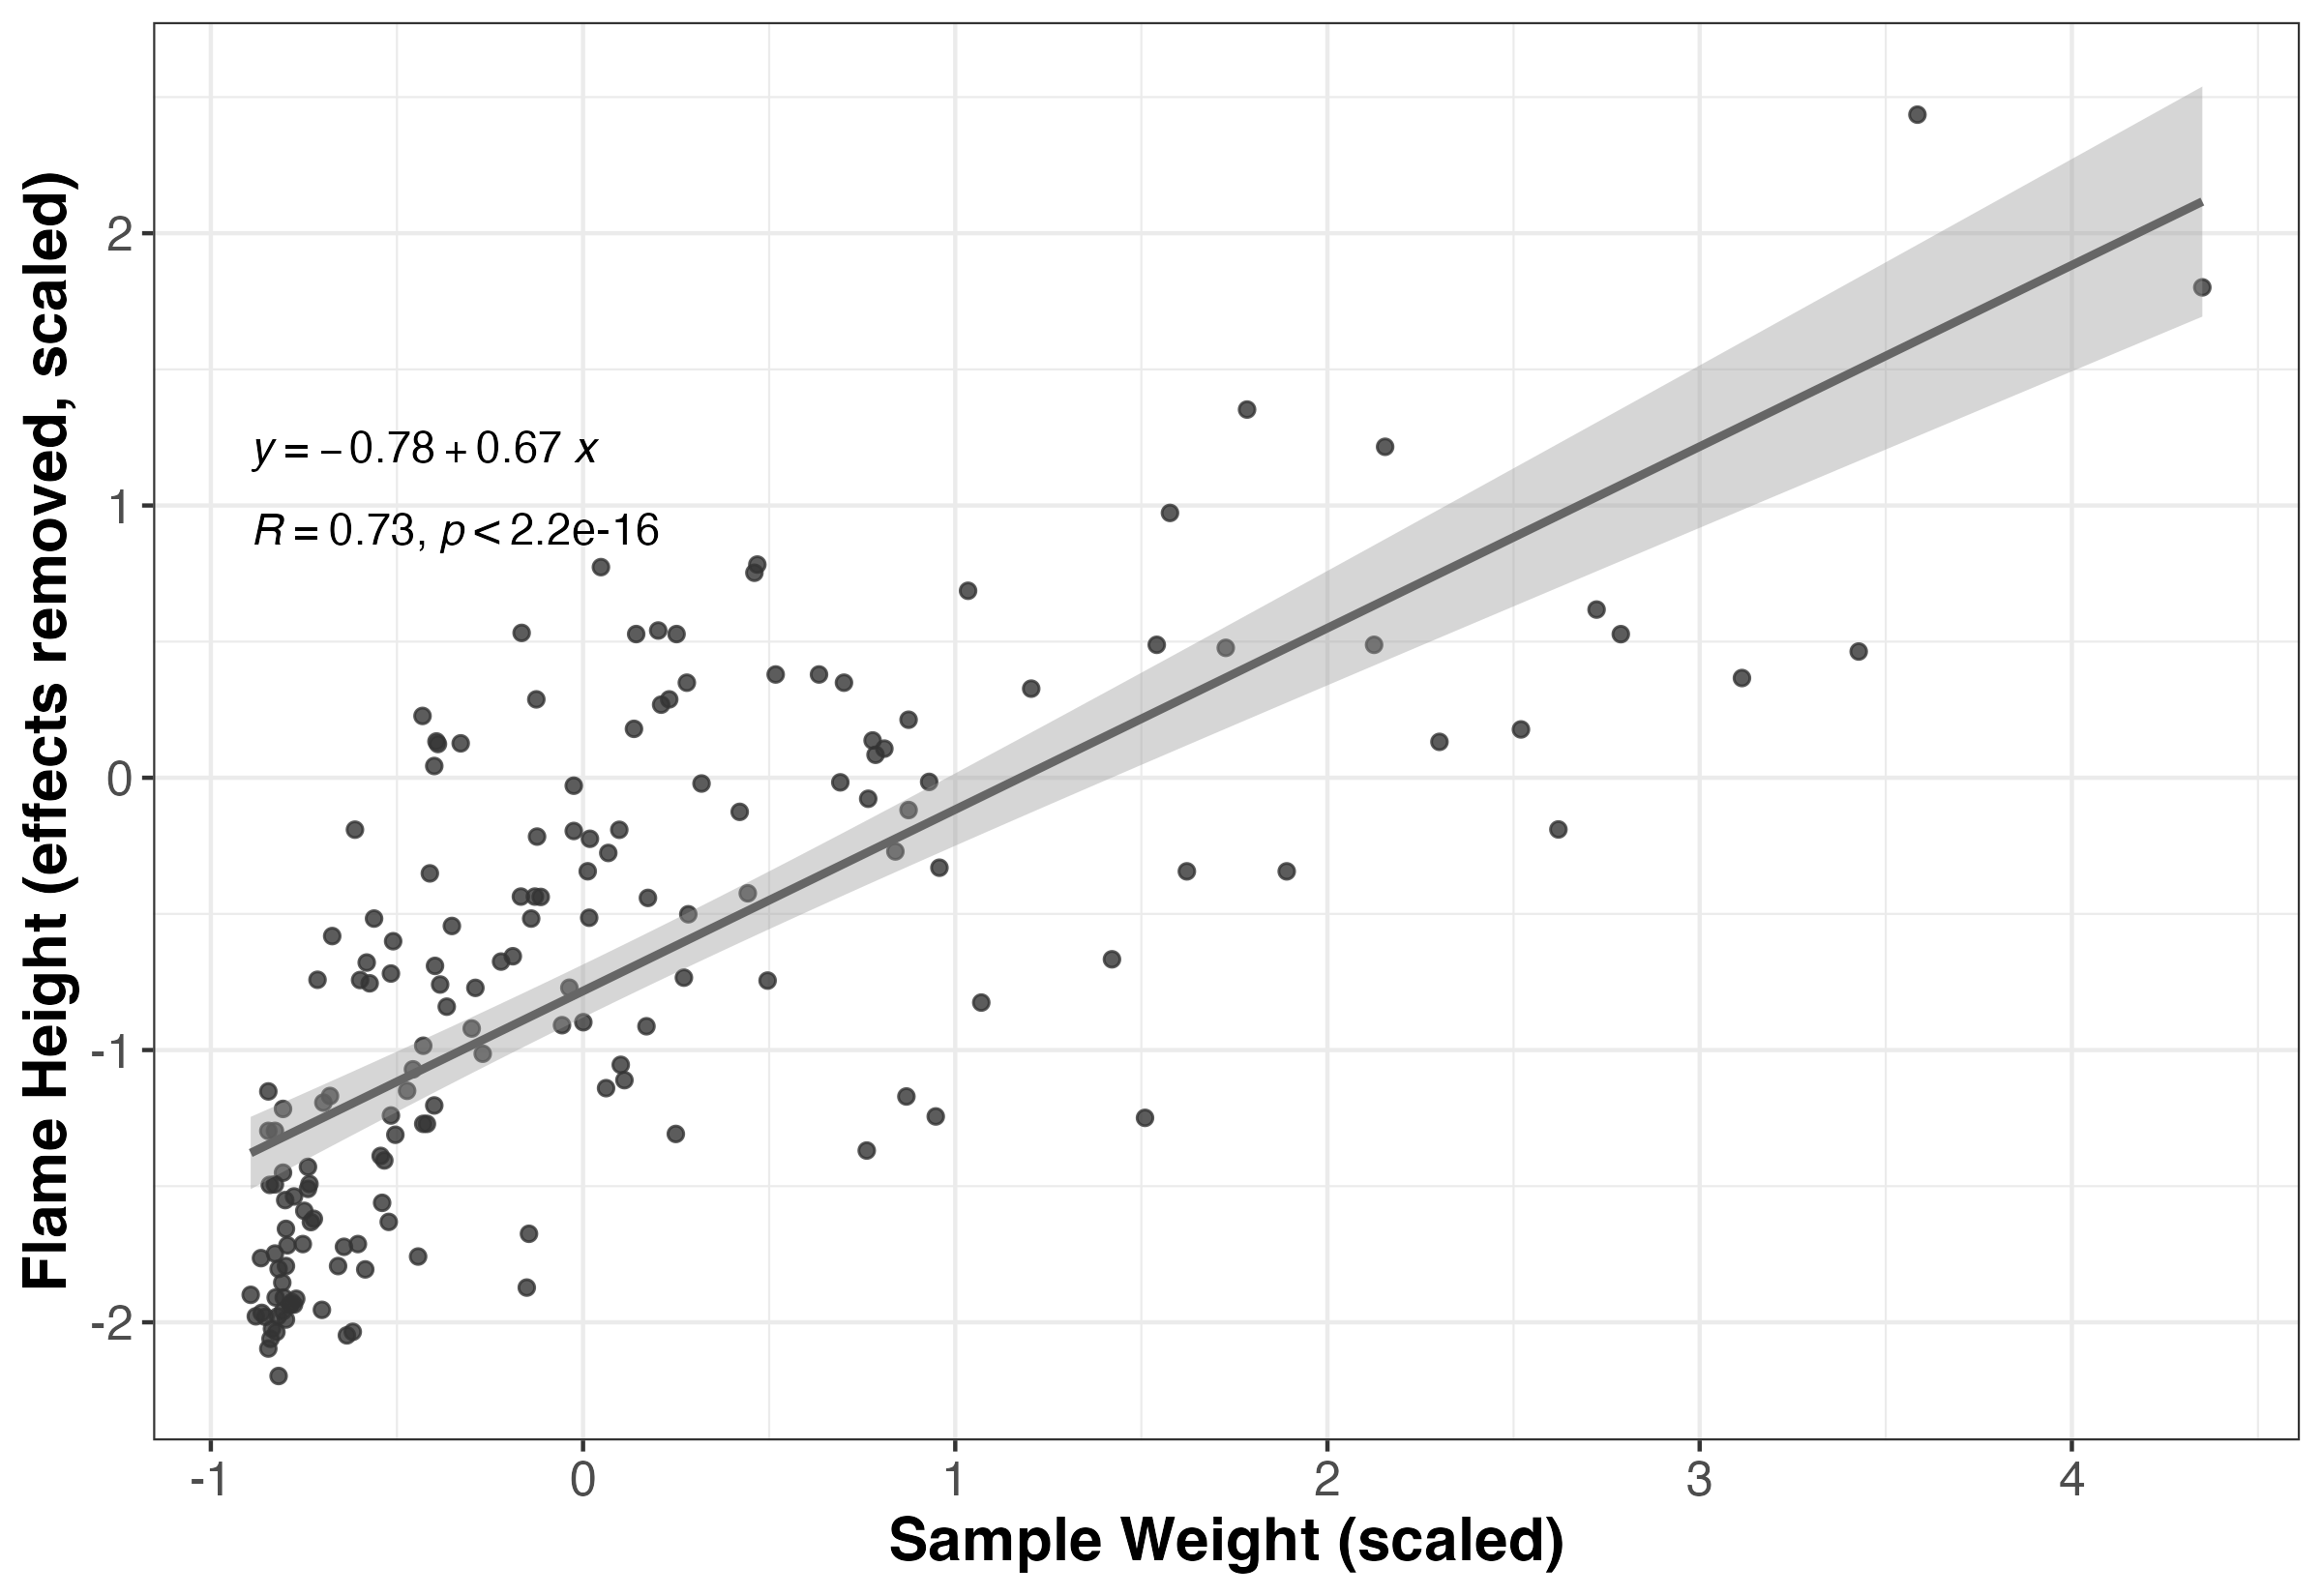 Flame Height (effects removed, scaled)
2
1
0
-1
-2
y = −0.78 + 0.67 x
R = 0.73, p < 2.2e-16
-1 0 1 2 3 4
Sample Weight (scaled)